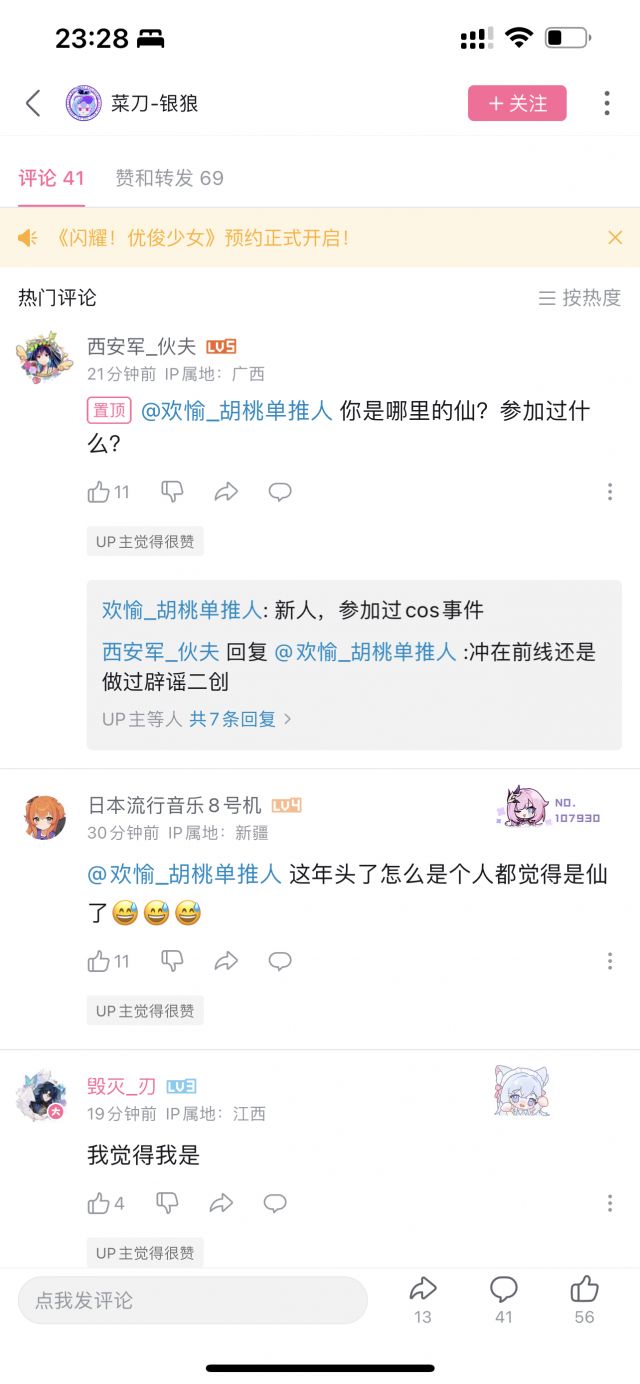 23:28
菜刀-银狼
+ 关注
评论 41 赞和转发 69
《闪耀！优俊少女》预约正式开启！
热门评论 按热度
西安军_伙夫 LV5
21分钟前 IP属地：广西
置顶 @欢愉_胡桃单推人 你是哪里的仙？参加过什
么？
11
UP主觉得很赞
欢愉_胡桃单推人: 新人，参加过cos事件
西安军_伙夫 回复 @欢愉_胡桃单推人 :冲在前线还是
做过辟谣二创
UP主等人 共7条回复
日本流行音乐8号机 LV4
NO.
107930
30分钟前 IP属地：新疆
@欢愉_胡桃单推人 这年头了怎么是个人都觉得是仙
了😅😅😅
11
UP主觉得很赞
毁灭_刃 LV3
大
19分钟前 IP属地：江西
我觉得我是
4
UP主觉得很赞
点我发评论
13 41 56